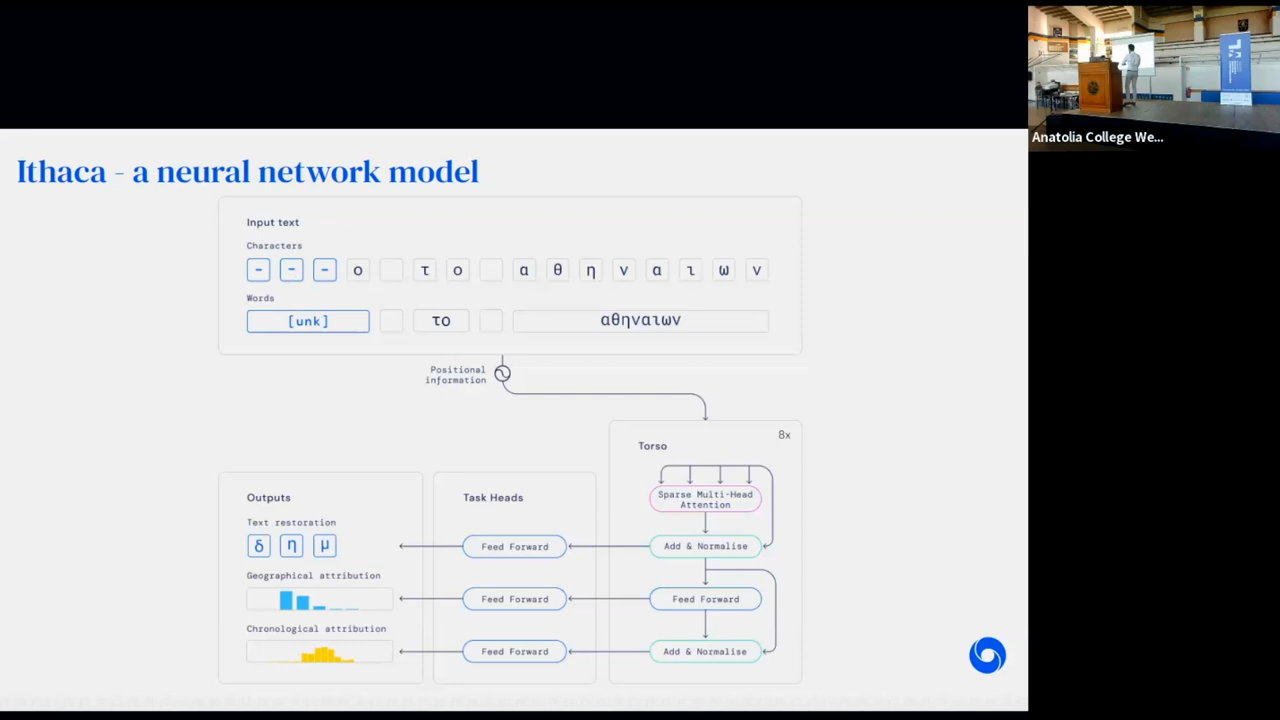 Ithaca - a neural network model
Input text
Characters
- - - ο τ ο α θ η ν α ι ω ν
Words
[unk] το αθηναιων
Positional
information
8x
Torso
Sparse Multi-Head
Attention
Add & Normalise
Feed Forward
Add & Normalise
Task Heads
Feed Forward
Feed Forward
Feed Forward
Outputs
Text restoration
δ η μ
Geographical attribution
Chronological attribution
Anatolia College We...